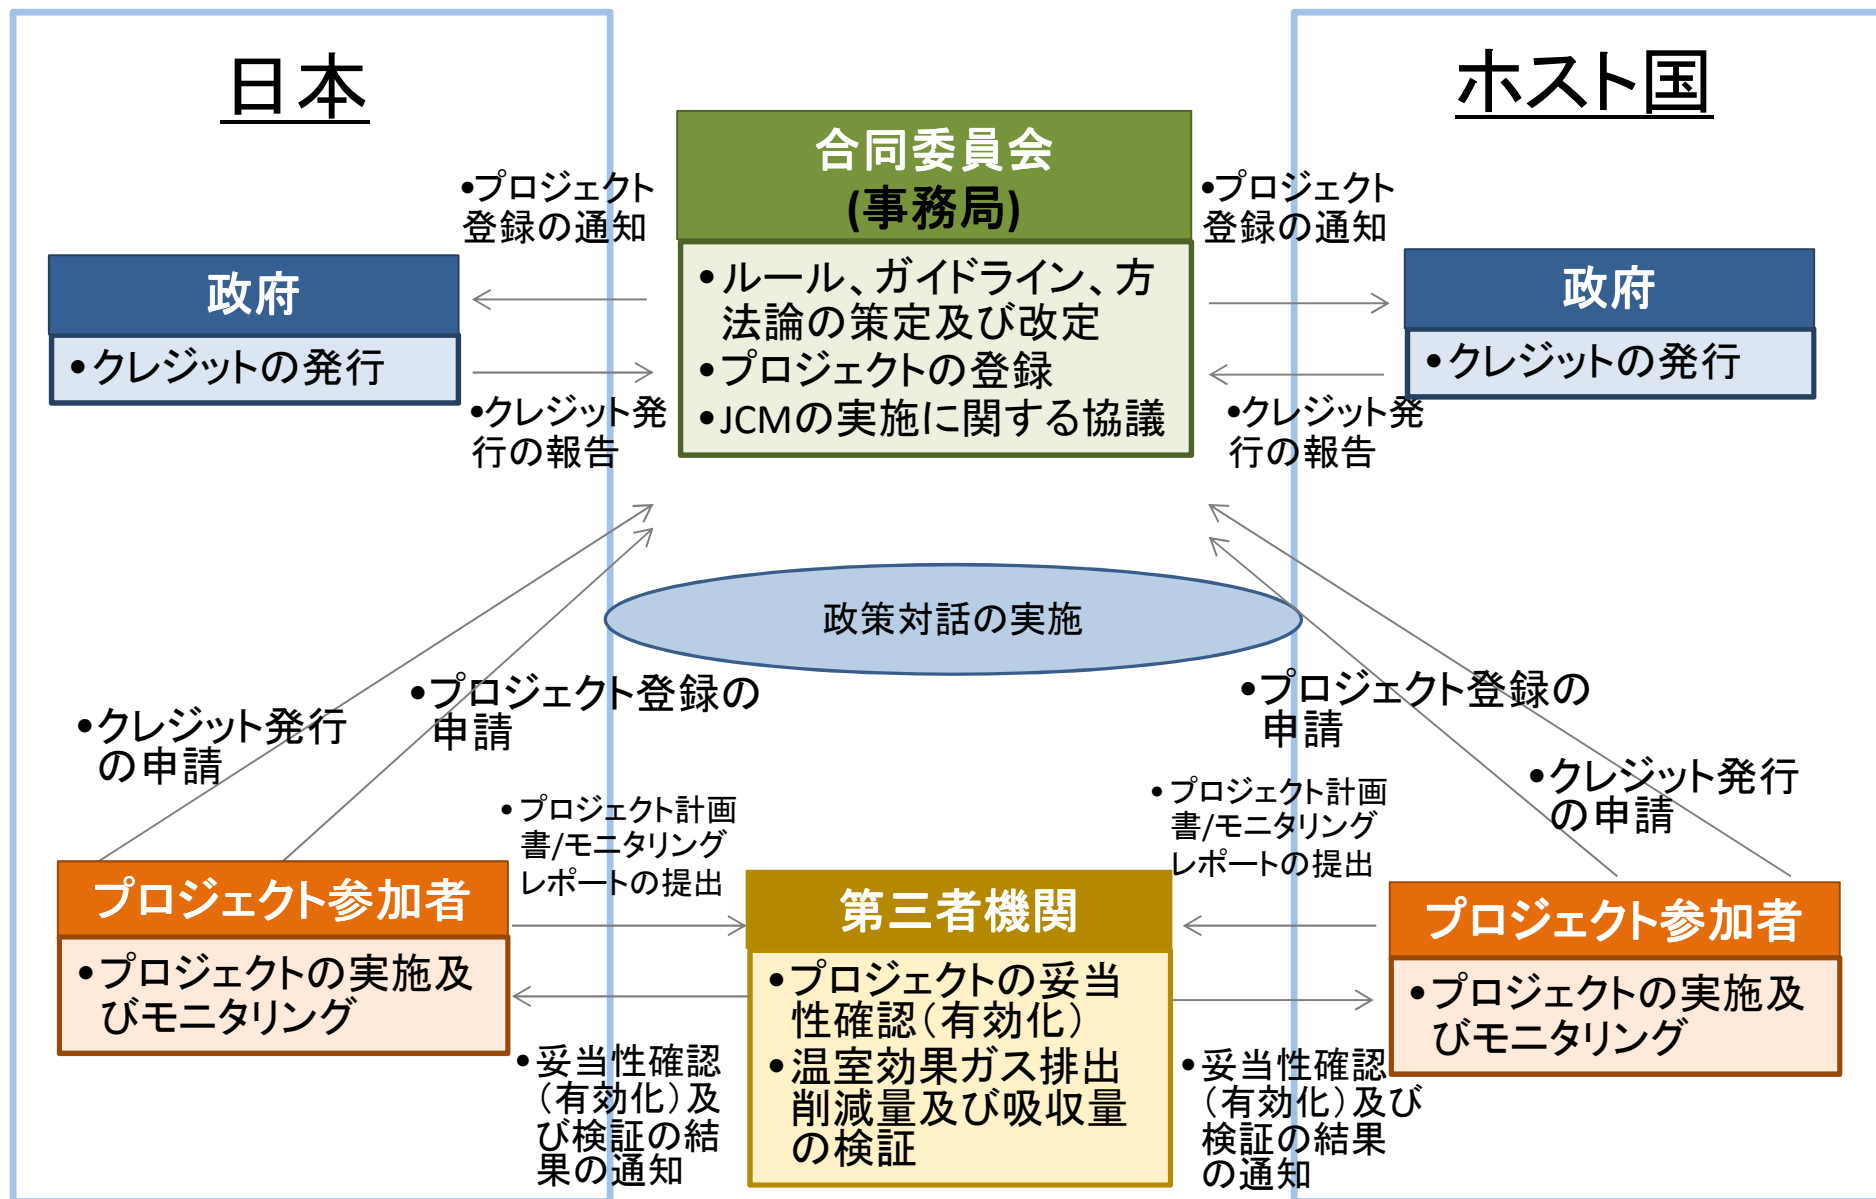 日本
ホスト国
合同委員会
(事務局)
•プロジェクト
登録の通知
•プロジェクト
登録の通知
政府
•クレジットの発行
•ルール、ガイドライン、方
法論の策定及び改定
•プロジェクトの登録
•JCMの実施に関する協議
政府
•クレジットの発行
•クレジット発
行の報告
•クレジット発
行の報告
政策対話の実施
•クレジット発行
の申請
•プロジェクト登録の
申請
•プロジェクト登録の
申請
•クレジット発行
の申請
•プロジェクト計画
書/モニタリング
レポートの提出
•プロジェクト計画
書/モニタリング
レポートの提出
プロジェクト参加者
•プロジェクトの実施及
びモニタリング
第三者機関
•プロジェクトの妥当
性確認（有効化）
•温室効果ガス排出
削減量及び吸収量
の検証
プロジェクト参加者
•プロジェクトの実施及
びモニタリング
•妥当性確認
（有効化）及
び検証の結
果の通知
•妥当性確認
（有効化）及び
検証の結果
の通知